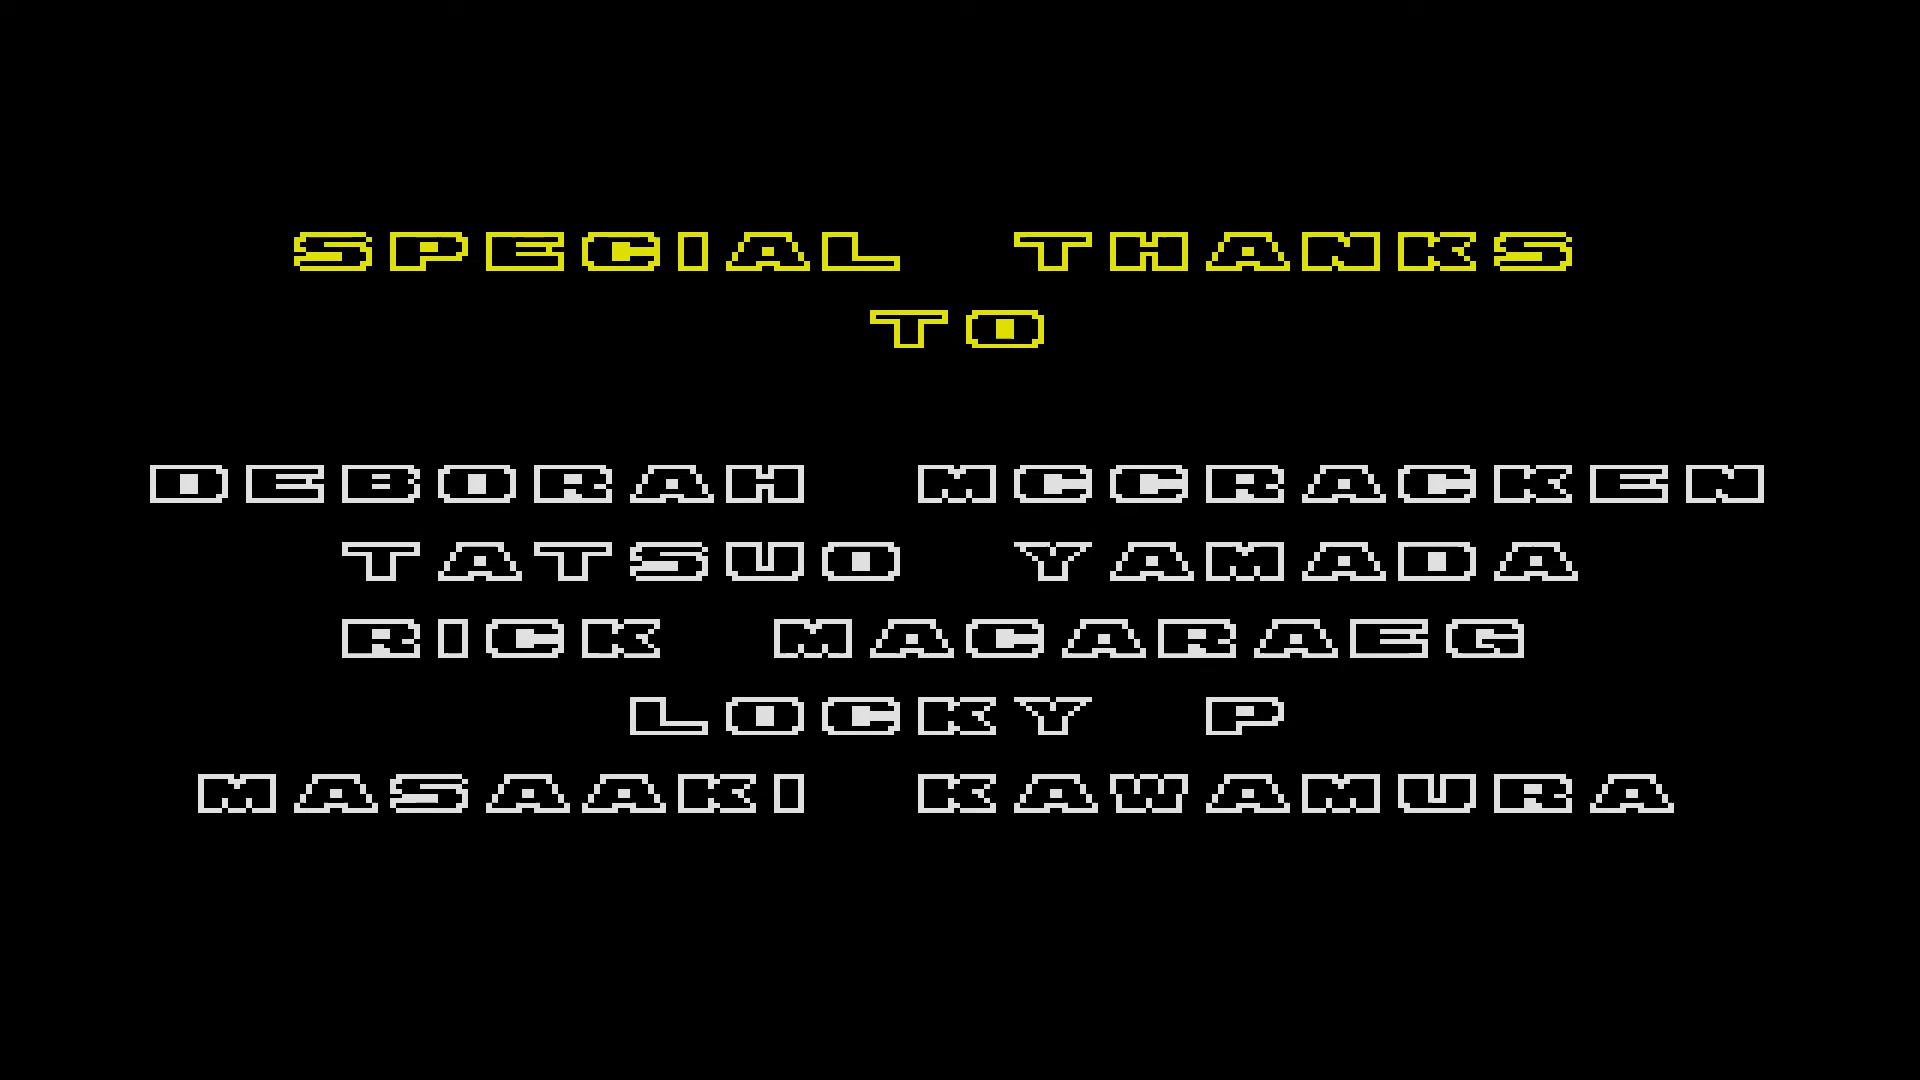 SPECIAL THANKS
TO
DEBORAH MCCRACKEN
TATSUO YAMADA
RICK MACARAEG
LOCKY P
MASAAKI KAWAMURA